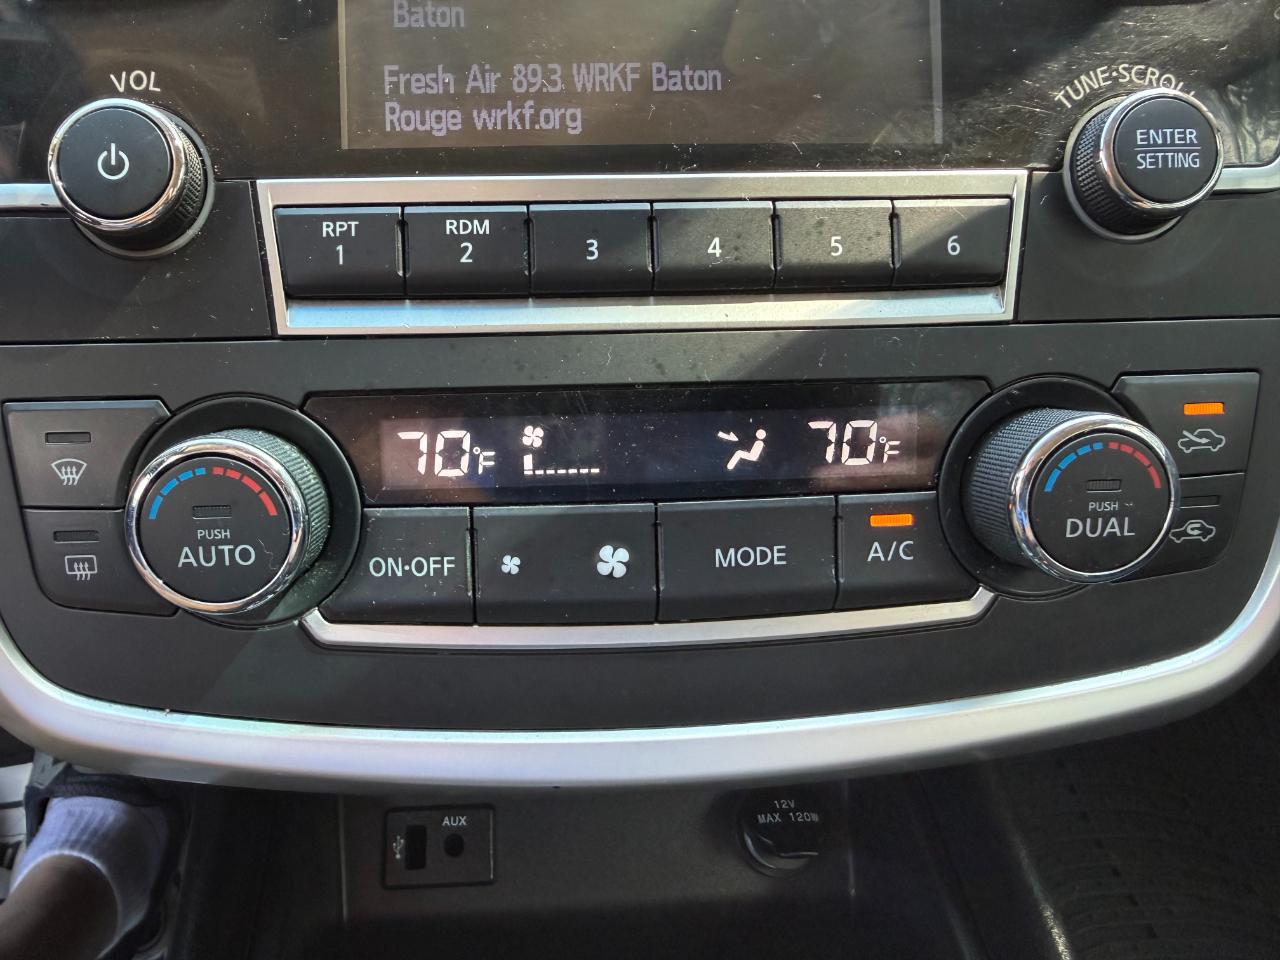 Baton
Fresh Air 89.3 WRKF Baton
Rouge wrkf.org
VOL
TUNE·SCROLL
ENTER
SETTING
RPT
1
RDM
2
3
4
5
6
70°F
70°F
PUSH
AUTO
ON·OFF
MODE
A/C
PUSH
DUAL
AUX
12V
MAX 120W